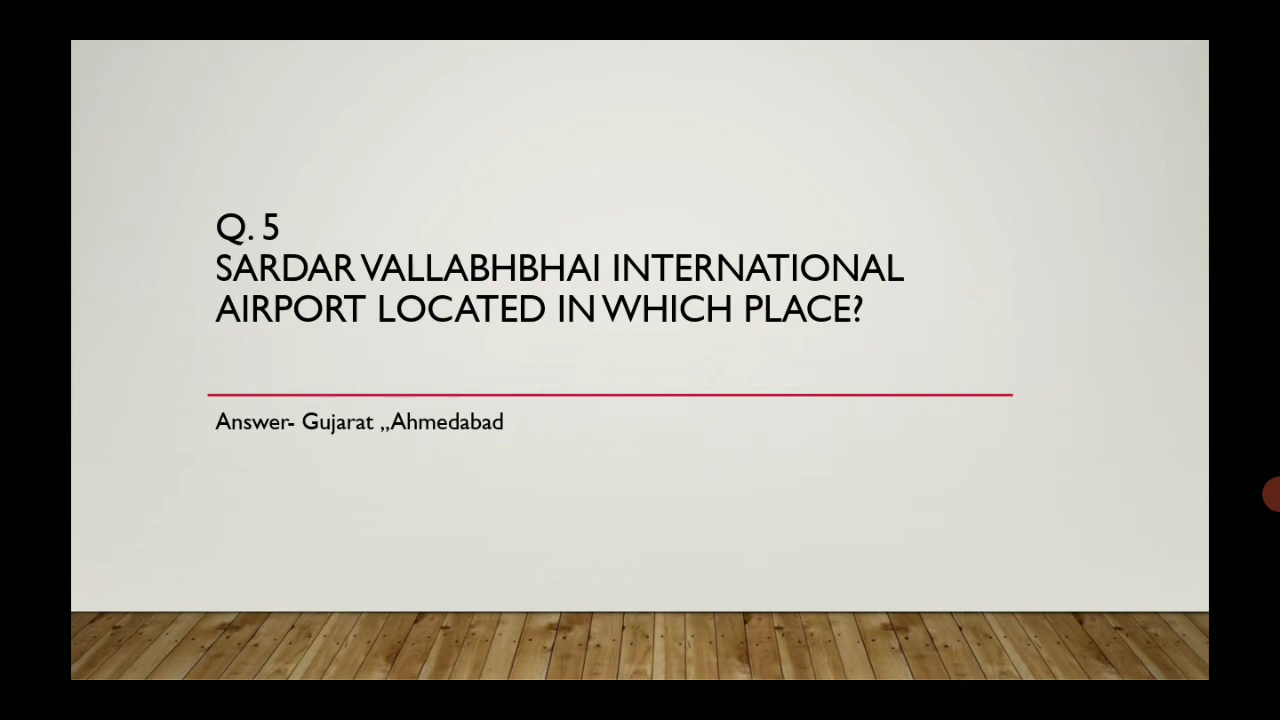 Q. 5
SARDAR VALLABHBHAI INTERNATIONAL
AIRPORT LOCATED IN WHICH PLACE?
Answer- Gujarat ,,Ahmedabad